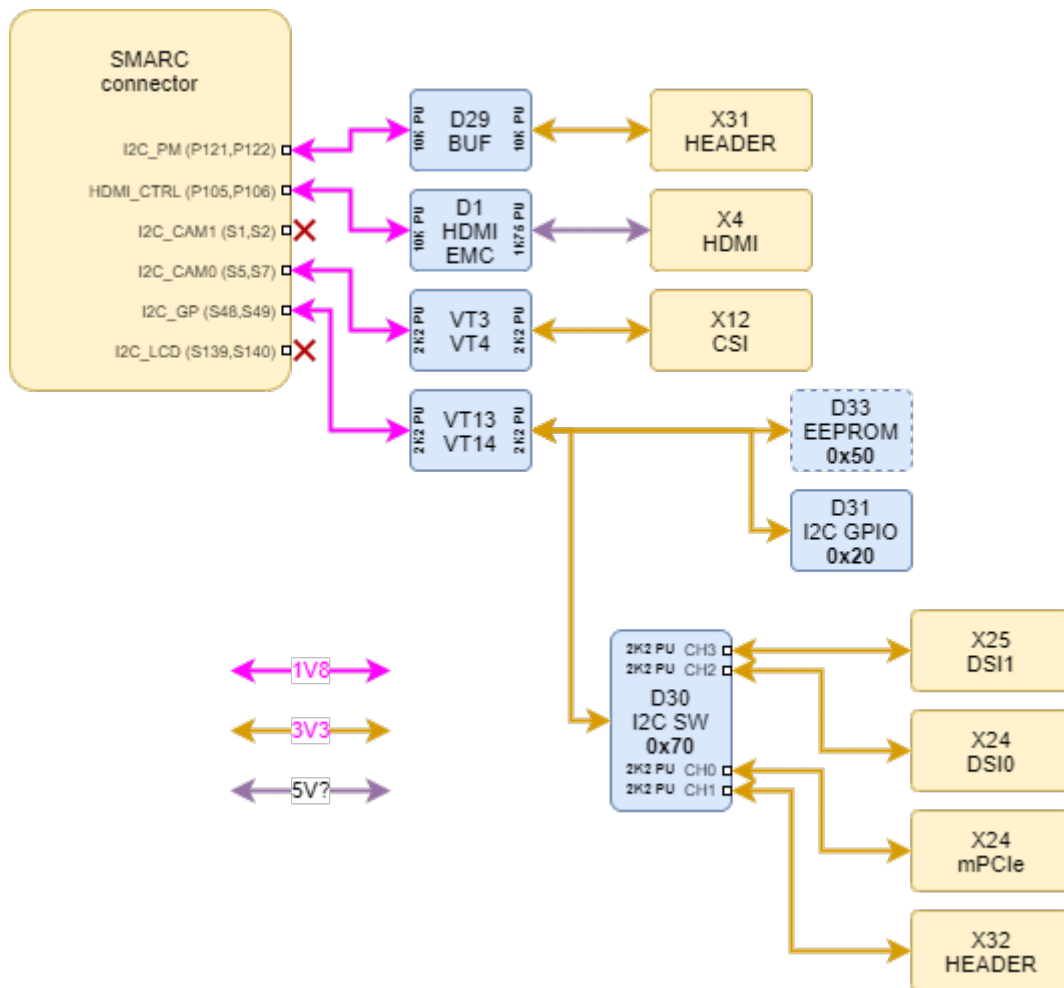 SMARC
connector
I2C_PM (P121,P122)
HDMI_CTRL (P105,P106)
I2C_CAM1 (S1,S2)
I2C_CAM0 (S5,S7)
I2C_GP (S48,S49)
I2C_LCD (S139,S140)
10K PU
D29
BUF
10K PU
X31
HEADER
10K PU
D1
HDMI
EMC
1K75 PU
X4
HDMI
2K2 PU
VT3
VT4
2K2 PU
X12
CSI
2K2 PU
VT13
VT14
2K2 PU
D33
EEPROM
0x50
D31
I2C GPIO
0x20
2K2 PU CH3
2K2 PU CH2
D30
I2C SW
0x70
2K2 PU CH0
2K2 PU CH1
X25
DSI1
X24
DSI0
X24
mPCIe
X32
HEADER
1V8
3V3
5V?